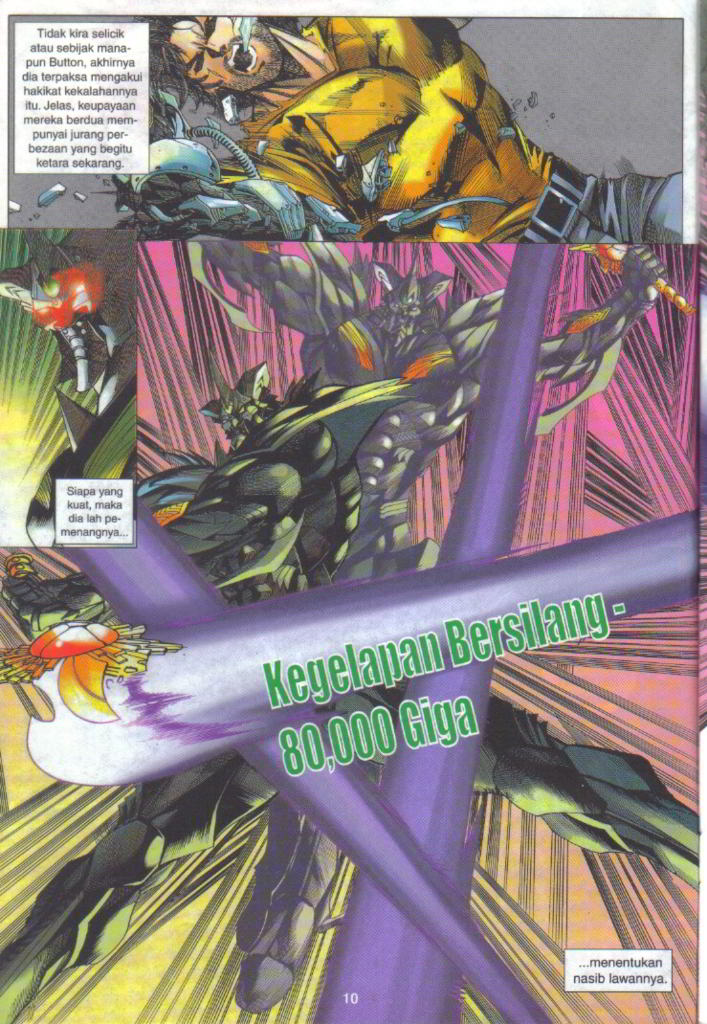 Tidak kira selicik
atau sebijak mana-
pun Button, akhirnya
dia terpaksa mengakui
hakikat kekalahannya
itu. Jelas, keupayaan
mereka berdua mem-
punyai jurang per-
bezaan yang begitu
ketara sekarang.
Siapa yang
kuat, maka
dia lah pe-
menangnya...
Kegelapan Bersilang -
80,000 Giga
...menentukan
nasib lawannya.
10